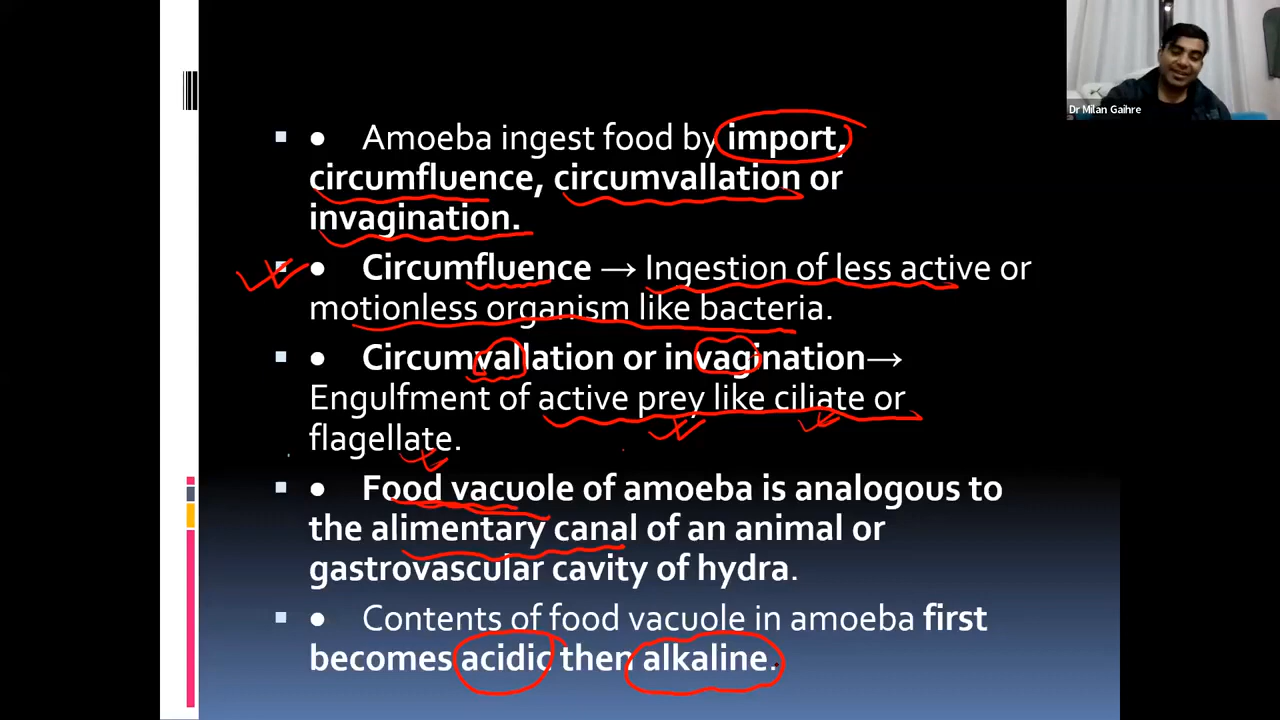 Dr Milan Gaihre
• Amoeba ingest food by import,
circumfluence, circumvallation or
invagination.
• Circumfluence → Ingestion of less active or
motionless organism like bacteria.
• Circumvallation or invagination→
Engulfment of active prey like ciliate or
flagellate.
• Food vacuole of amoeba is analogous to
the alimentary canal of an animal or
gastrovascular cavity of hydra.
• Contents of food vacuole in amoeba first
becomes acidic then alkaline.